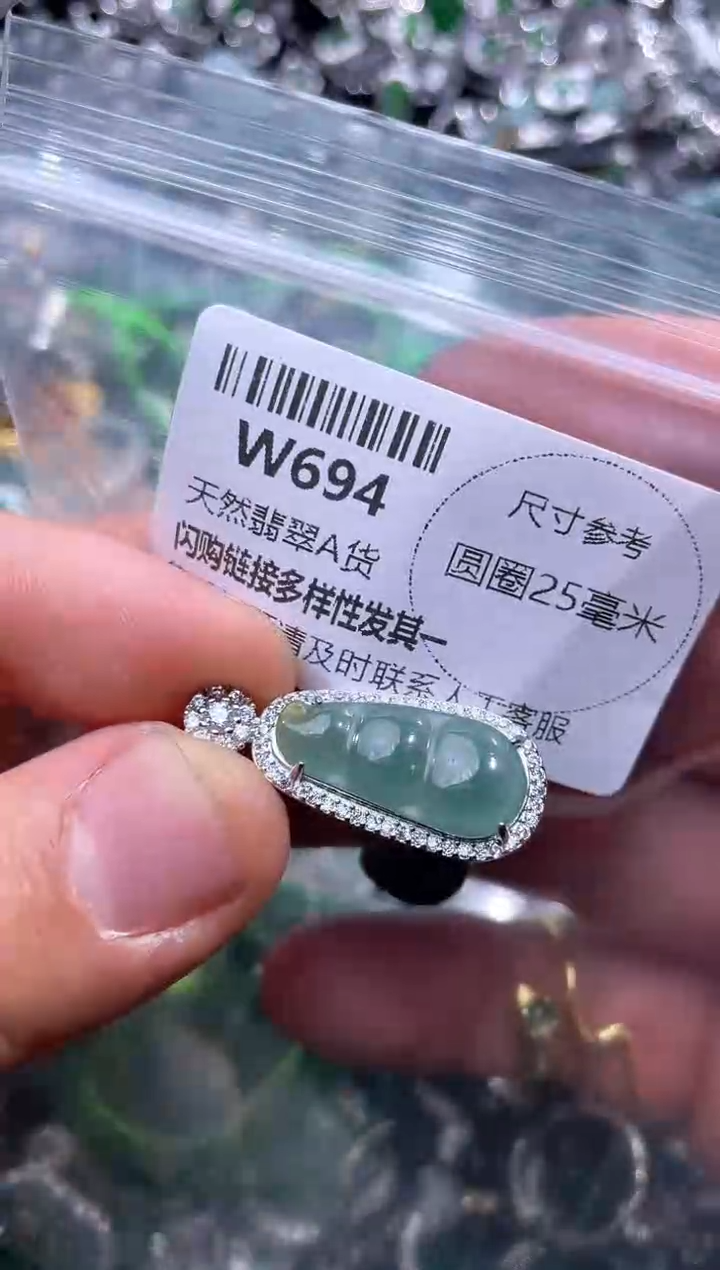 W694
天然翡翠A货
闪购链接多样性发其一
请及时联系人工客服
尺寸参考
圆圈25毫米